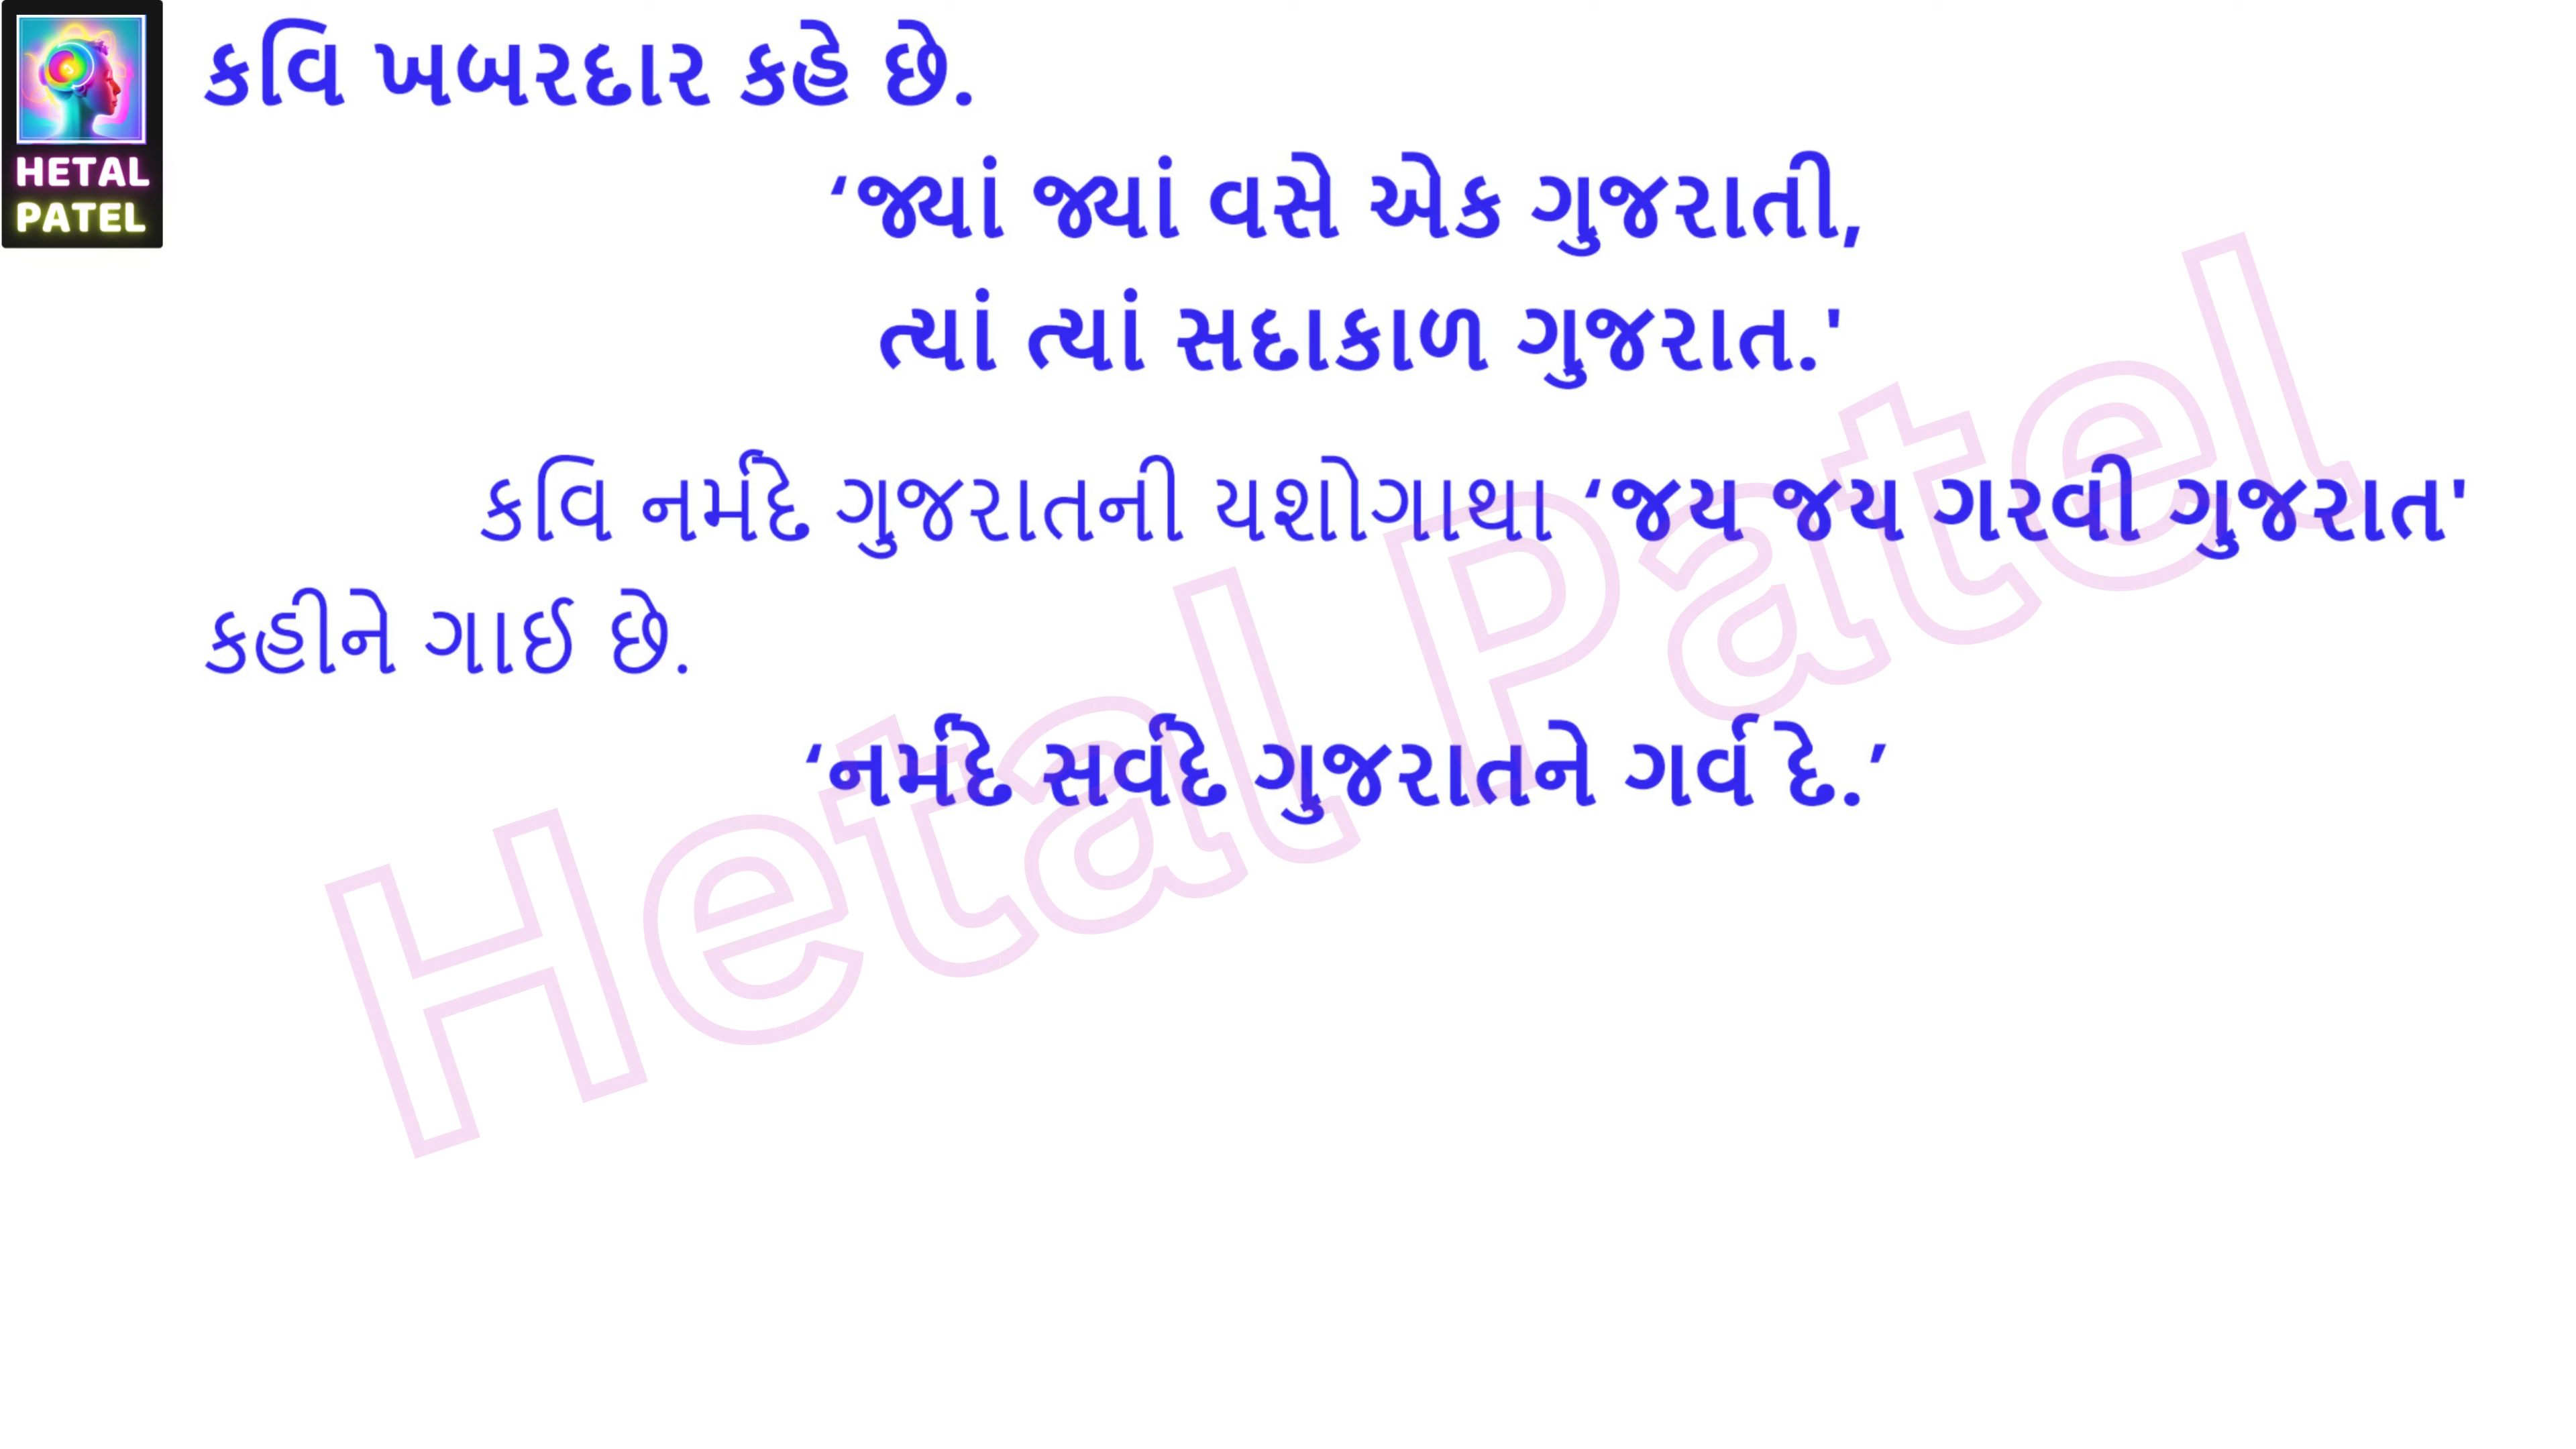 HETAL
PATEL
કવિ ખબરદાર કહે છે.
‘જ્યાં જ્યાં વસે એક ગુજરાતી,
ત્યાં ત્યાં સદાકાળ ગુજરાત.'
કવિ નર્મદે ગુજરાતની યશોગાથા ‘જય જય ગરવી ગુજરાત'
કહીને ગાઈ છે.
‘નર્મદે સર્વદે ગુજરાતને ગર્વ દે.’
Hetal Patel